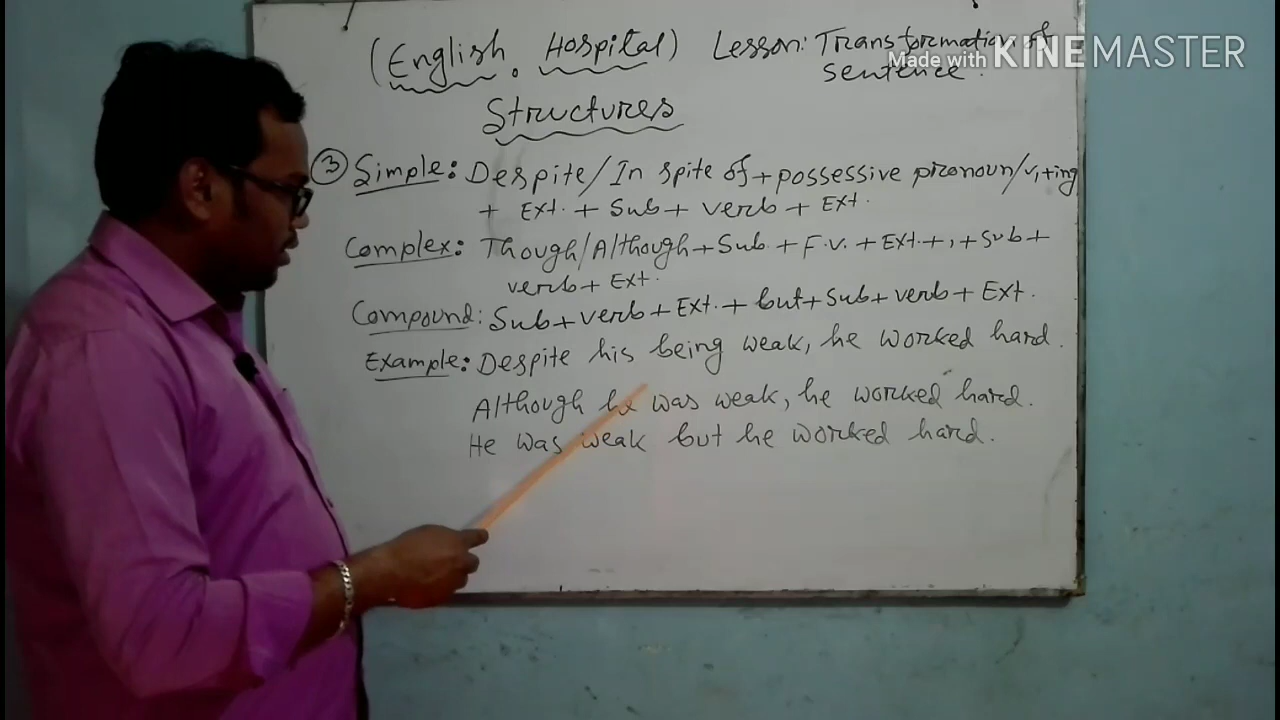 (English Hospital) Lesson: Transformation of
sentence.
Made with KINEMASTER
Structures
③ Simple: Despite/In spite of + possessive pronoun/v₁+ing
+ Ext. + Sub + verb + Ext.
Complex: Though/Although + Sub. + F.v. + Ext. + , + Sub +
verb + Ext.
Compound: Sub + verb + Ext. + but + Sub + verb + Ext.
Example: Despite his being weak, he worked hard.
Although he was weak, he worked hard.
He was weak but he worked hard.